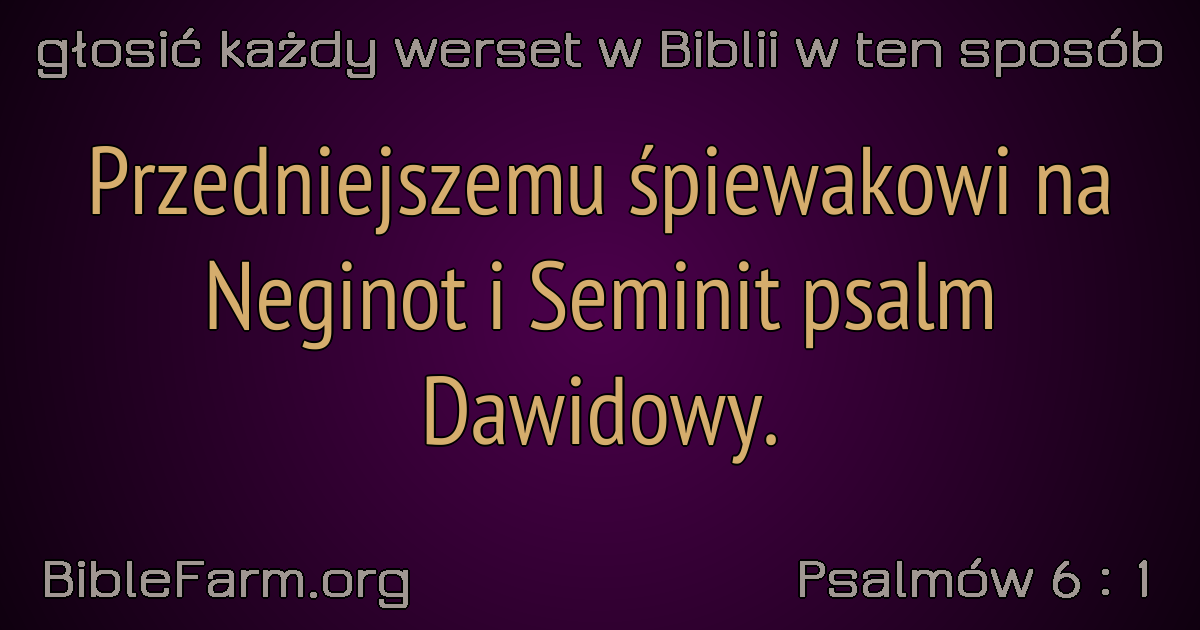 głosić każdy werset w Biblii w ten sposób
Przedniejszemu śpiewakowi na
Neginot i Seminit psalm
Dawidowy.
BibleFarm.org
Psalmów 6 : 1